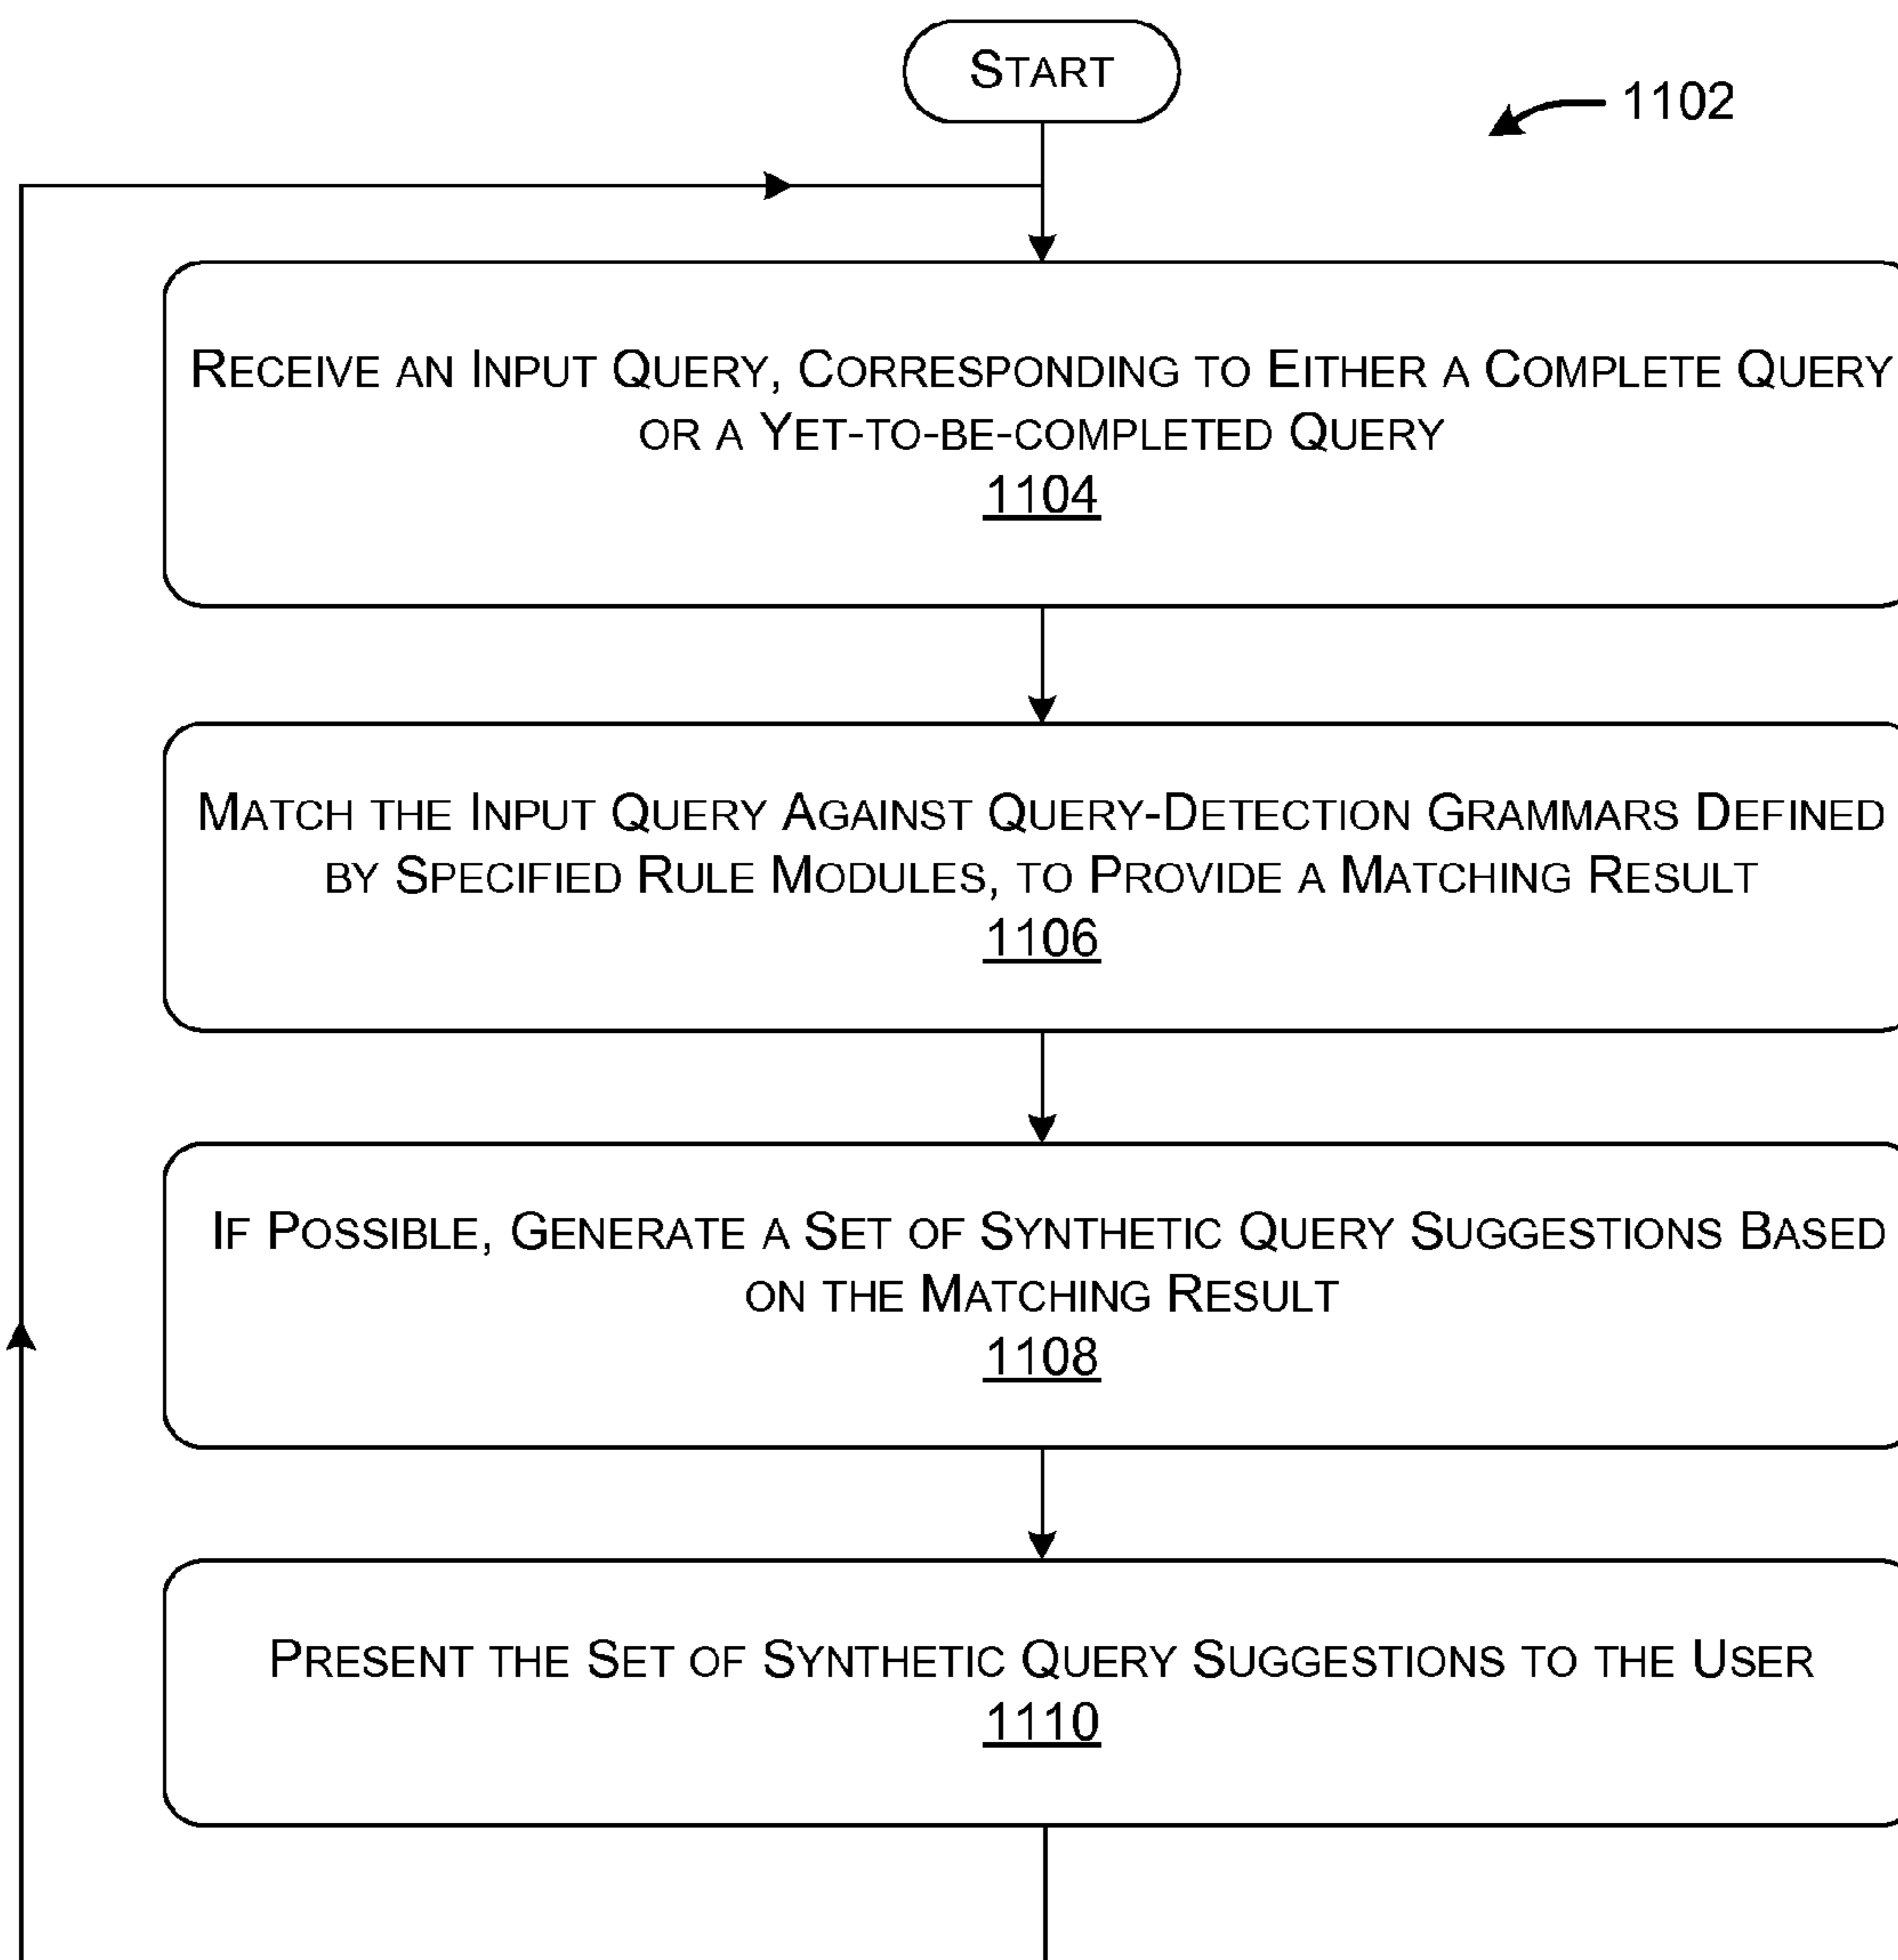 START
1102
RECEIVE AN INPUT QUERY, CORRESPONDING TO EITHER A COMPLETE QUERY
OR A YET-TO-BE-COMPLETED QUERY
1104
MATCH THE INPUT QUERY AGAINST QUERY-DETECTION GRAMMARS DEFINED
BY SPECIFIED RULE MODULES, TO PROVIDE A MATCHING RESULT
1106
IF POSSIBLE, GENERATE A SET OF SYNTHETIC QUERY SUGGESTIONS BASED
ON THE MATCHING RESULT
1108
PRESENT THE SET OF SYNTHETIC QUERY SUGGESTIONS TO THE USER
1110